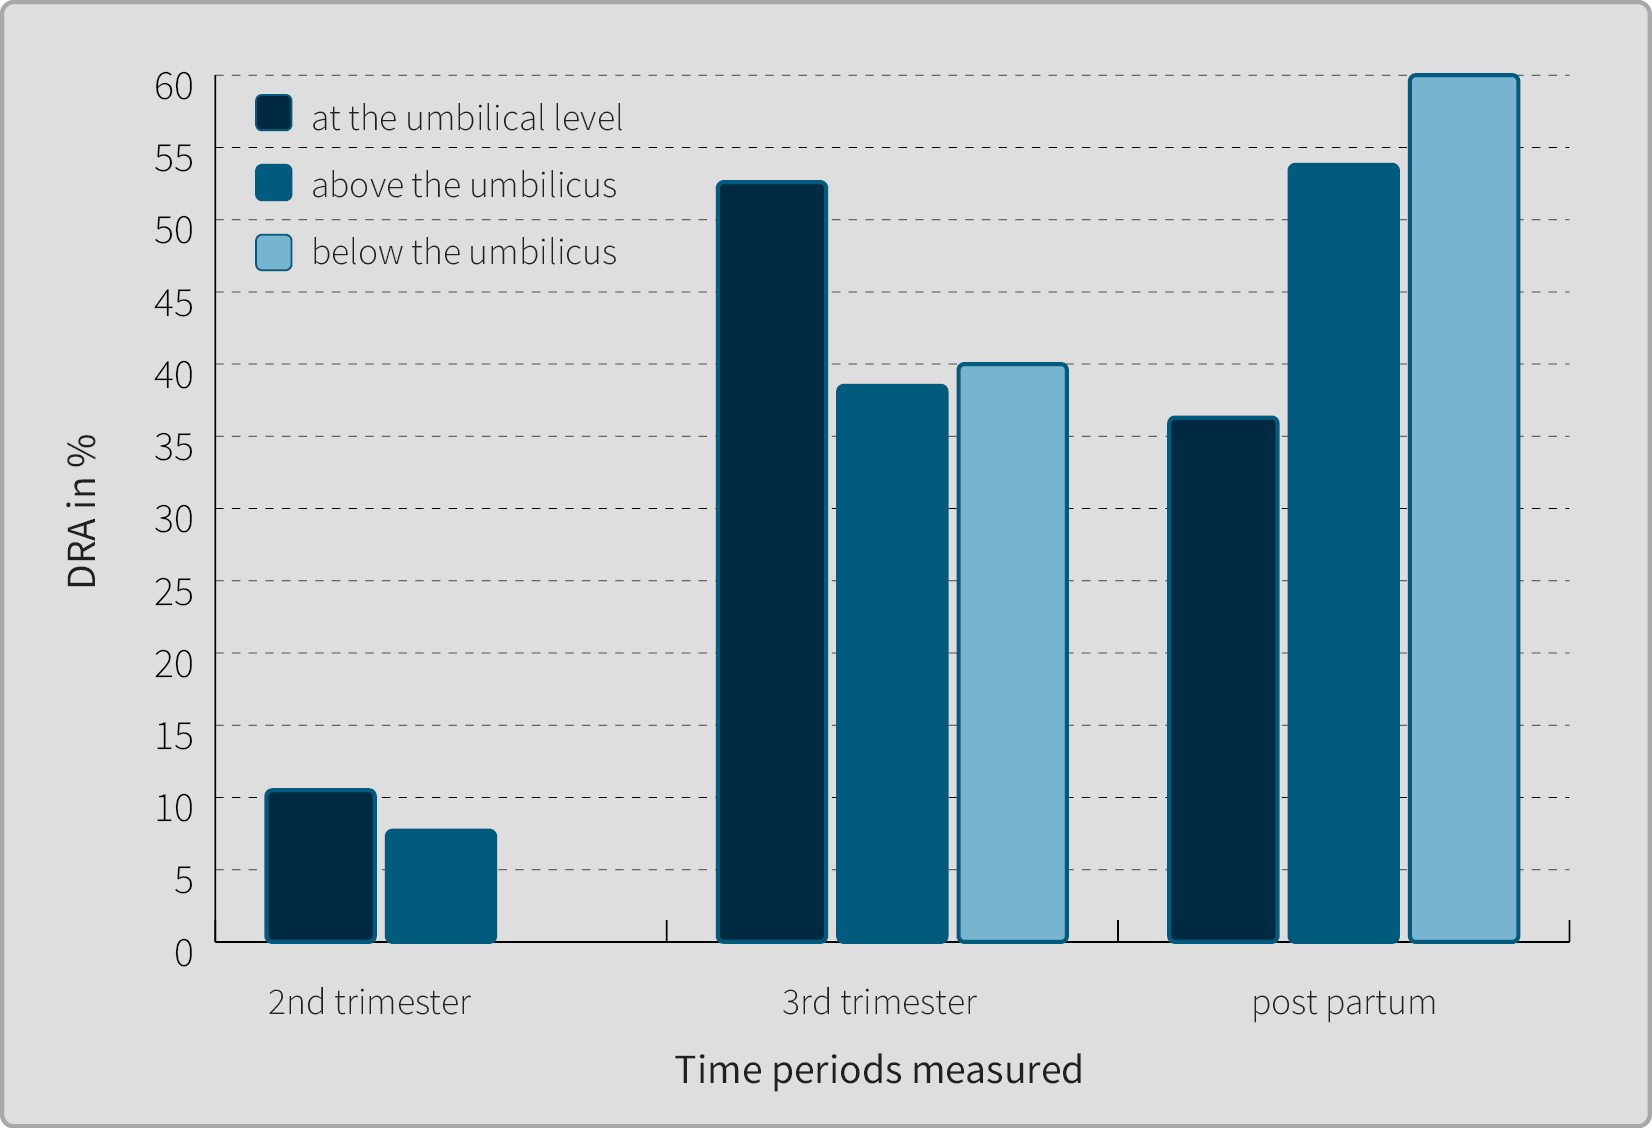 60
55
50
45
40
35
30
25
20
15
10
5
0
DRA in %
at the umbilical level
above the umbilicus
below the umbilicus
2nd trimester
3rd trimester
post partum
Time periods measured